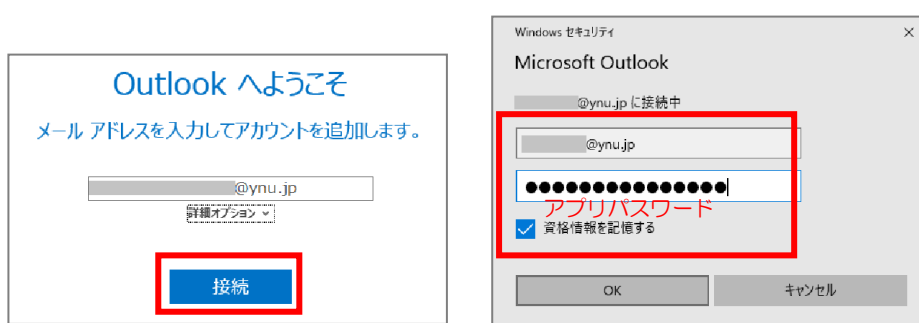 Outlook へようこそ
メール アドレスを入力してアカウントを追加します。
@ynu.jp
詳細オプション
接続
Windows セキュリティ
Microsoft Outlook
@ynu.jp に接続中
@ynu.jp
アプリパスワード
資格情報を記憶する
OK
キャンセル